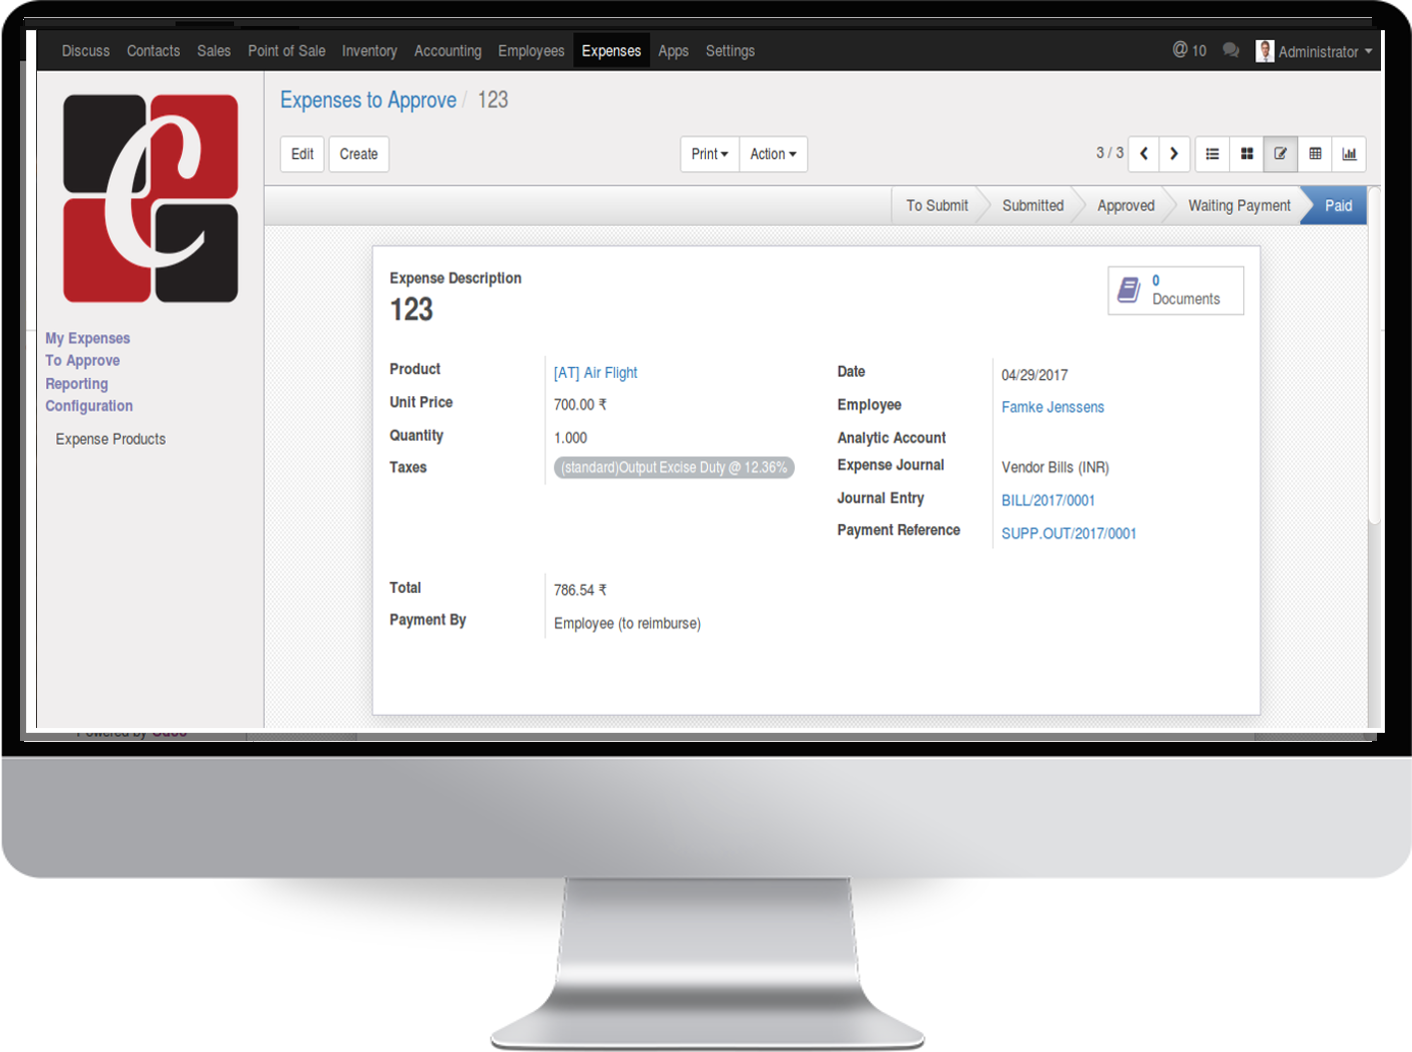 Discuss Contacts Sales Point of Sale Inventory Accounting Employees Expenses Apps Settings @ 10 Administrator
Expenses to Approve / 123
Edit Create Print Action 3 / 3
To Submit Submitted Approved Waiting Payment Paid
C
My Expenses
To Approve
Reporting
Configuration
Expense Products
Expense Description
123
0
Documents
Product [AT] Air Flight
Unit Price 700.00 ₹
Quantity 1.000
Taxes (standard)Output Excise Duty @ 12.36%
Date 04/29/2017
Employee Famke Jenssens
Analytic Account
Expense Journal Vendor Bills (INR)
Journal Entry BILL/2017/0001
Payment Reference SUPP.OUT/2017/0001
Total 786.54 ₹
Payment By Employee (to reimburse)
Powered by Odoo